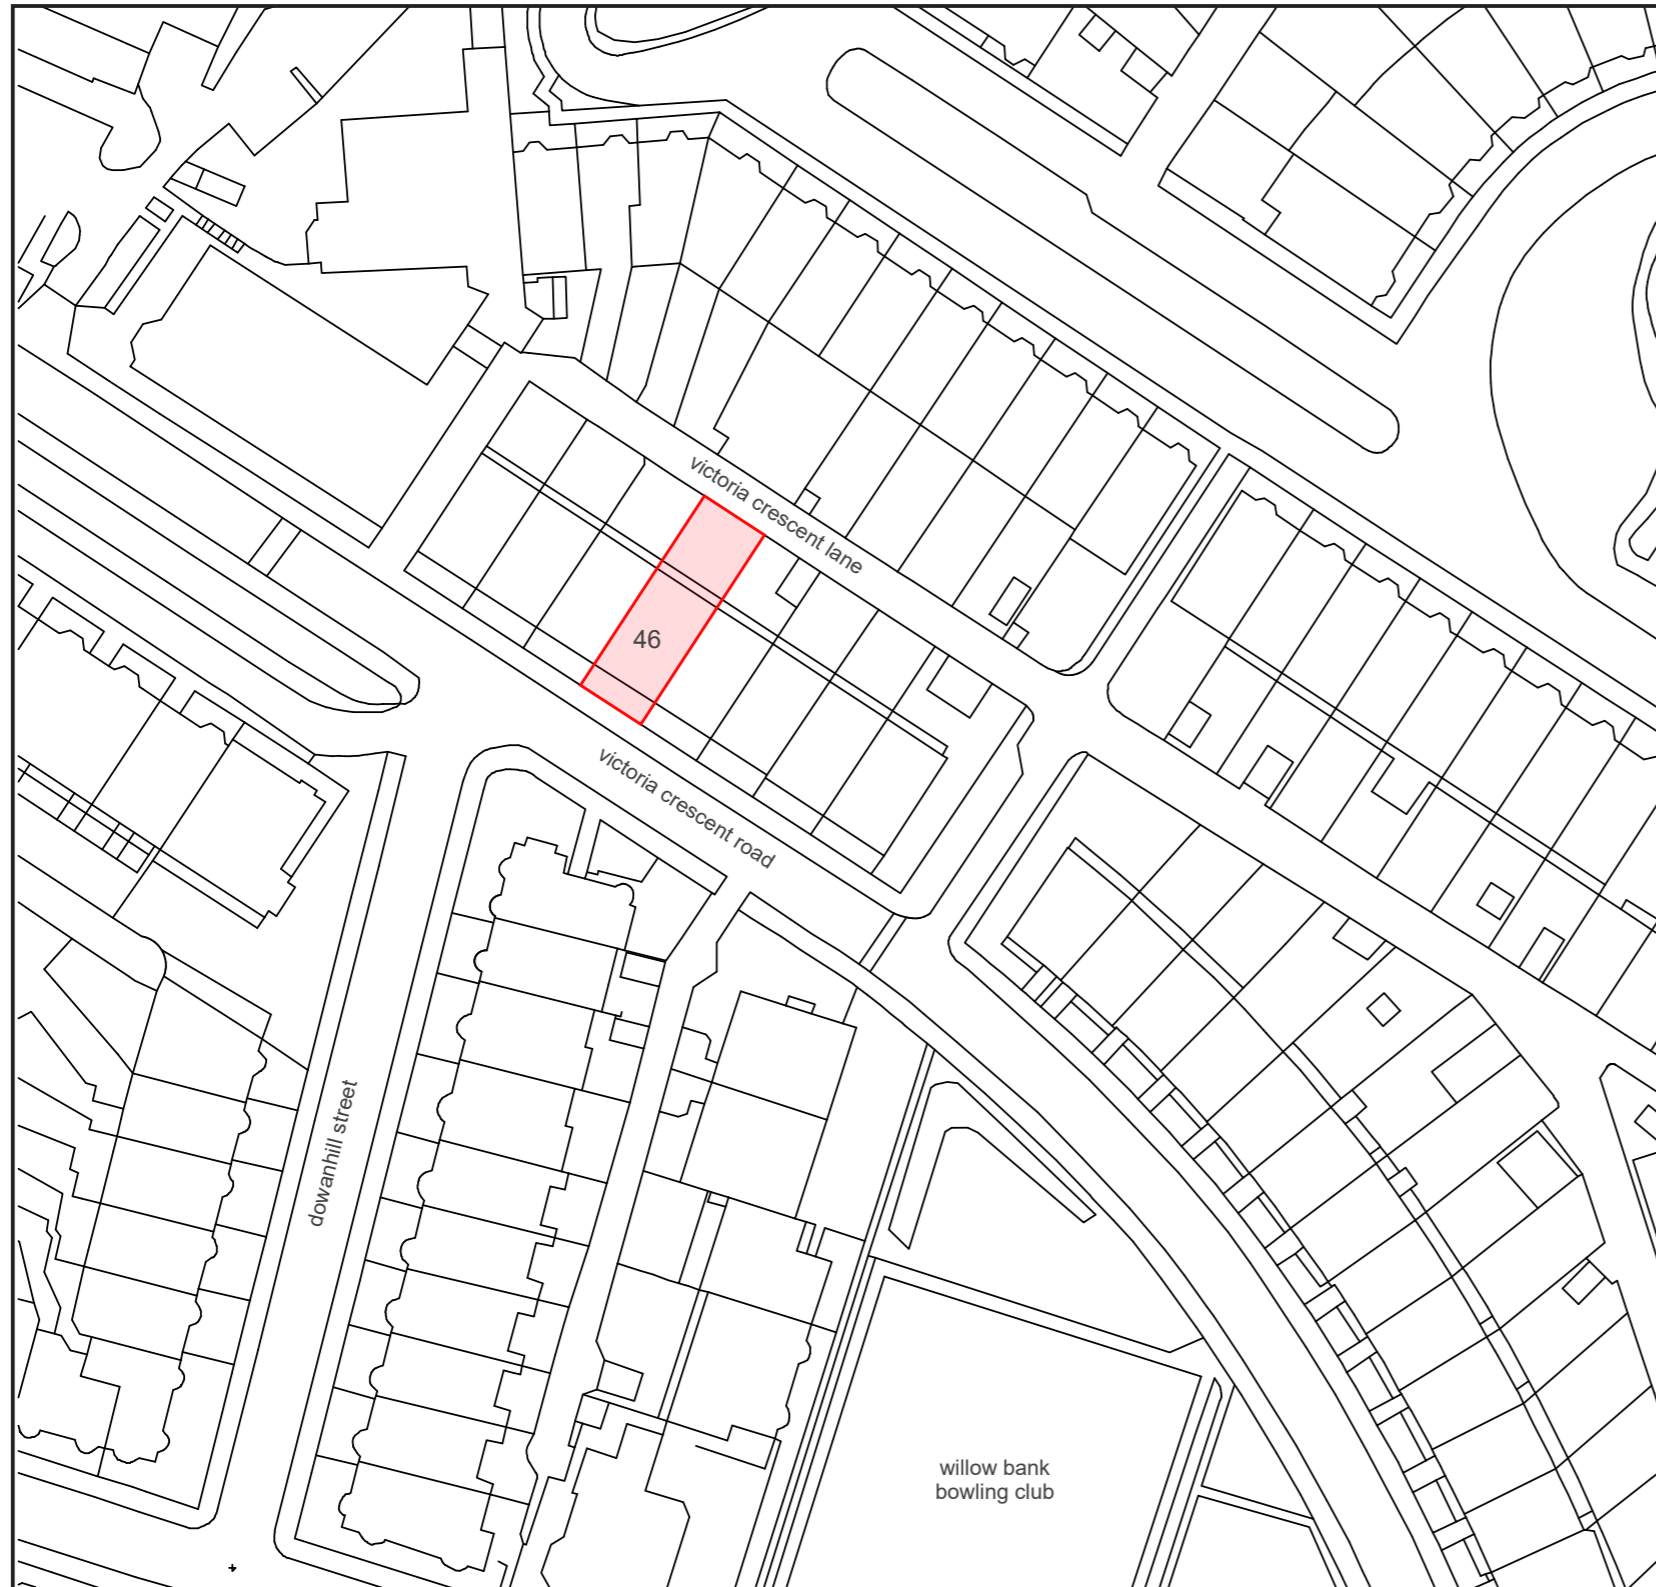 victoria crescent lane
46
victoria crescent road
dowanhill street
willow bank
bowling club